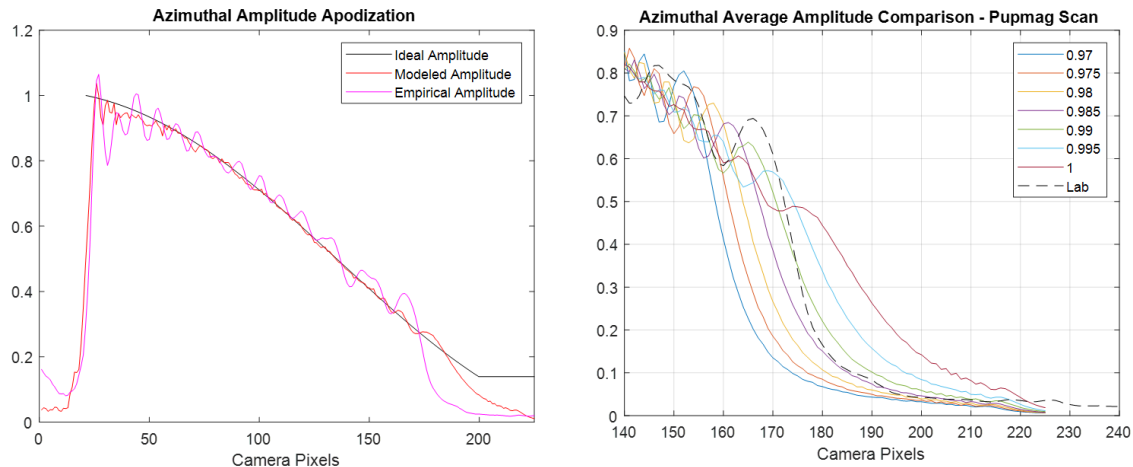 Azimuthal Amplitude Apodization
1.2
1
0.8
0.6
0.4
0.2
0
0 50 100 150 200
Camera Pixels
Ideal Amplitude
Modeled Amplitude
Empirical Amplitude
Azimuthal Average Amplitude Comparison - Pupmag Scan
0.9
0.8
0.7
0.6
0.5
0.4
0.3
0.2
0.1
0
140 150 160 170 180 190 200 210 220 230 240
Camera Pixels
0.97
0.975
0.98
0.985
0.99
0.995
1
Lab